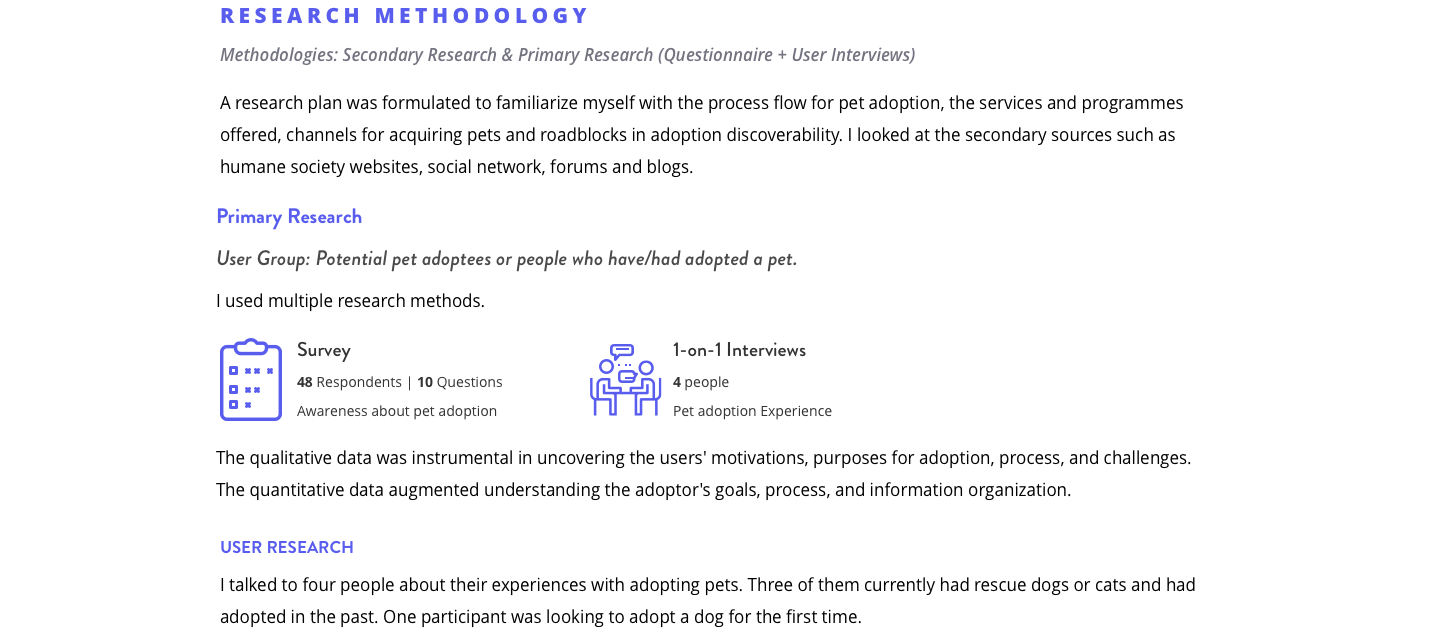 RESEARCH METHODOLOGY
Methodologies: Secondary Research & Primary Research (Questionnaire + User Interviews)
A research plan was formulated to familiarize myself with the process flow for pet adoption, the services and programmes
offered, channels for acquiring pets and roadblocks in adoption discoverability. I looked at the secondary sources such as
humane society websites, social network, forums and blogs.
Primary Research
User Group: Potential pet adoptees or people who have/had adopted a pet.
I used multiple research methods.
Survey
48 Respondents | 10 Questions
Awareness about pet adoption
1-on-1 Interviews
4 people
Pet adoption Experience
The qualitative data was instrumental in uncovering the users' motivations, purposes for adoption, process, and challenges.
The quantitative data augmented understanding the adoptor's goals, process, and information organization.
USER RESEARCH
I talked to four people about their experiences with adopting pets. Three of them currently had rescue dogs or cats and had
adopted in the past. One participant was looking to adopt a dog for the first time.